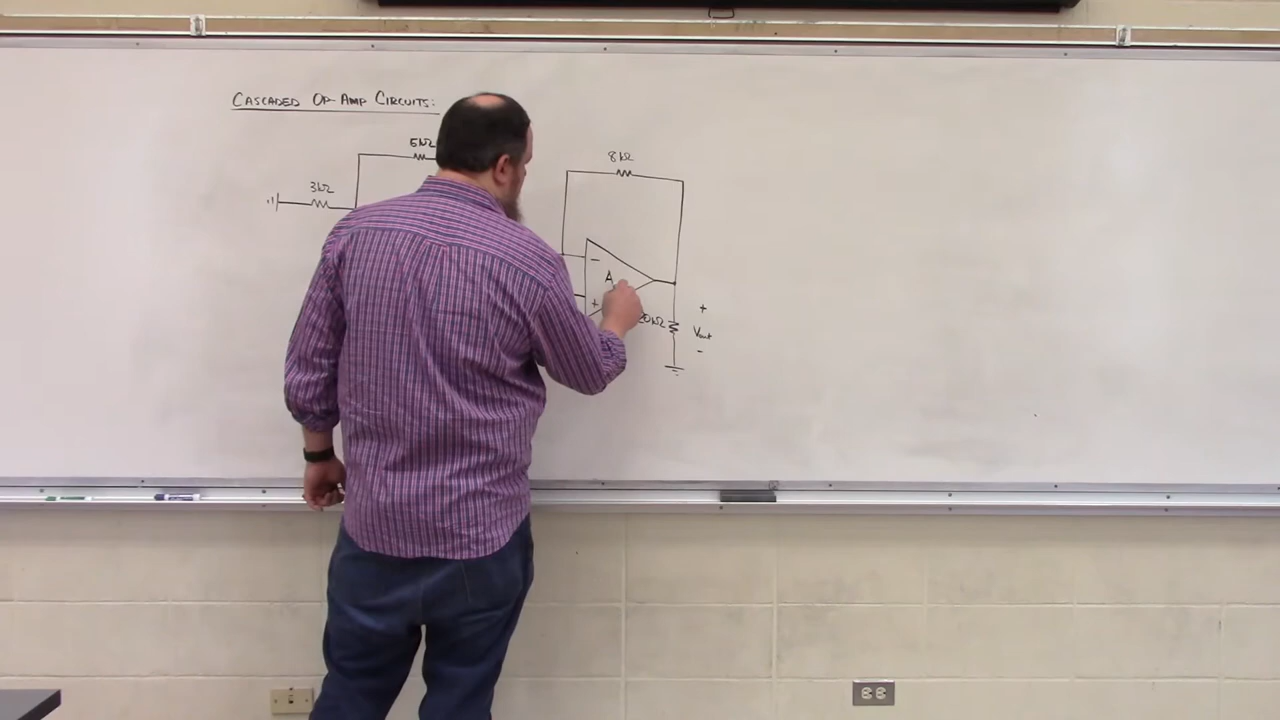 CASCADED OP-AMP CIRCUITS:
5kΩ
8kΩ
3kΩ
-
A
+
+
20kΩ
Vout
-